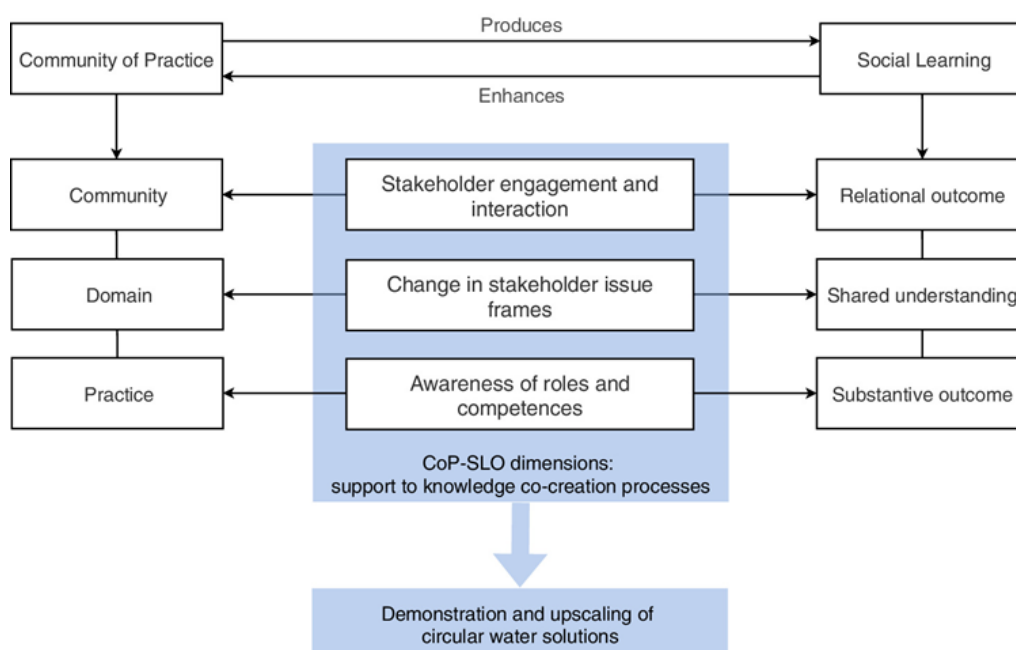 Produces
Community of Practice
Social Learning
Enhances
Community
Stakeholder engagement and
interaction
Relational outcome
Domain
Change in stakeholder issue
frames
Shared understanding
Practice
Awareness of roles and
competences
Substantive outcome
CoP-SLO dimensions:
support to knowledge co-creation processes
Demonstration and upscaling of
circular water solutions